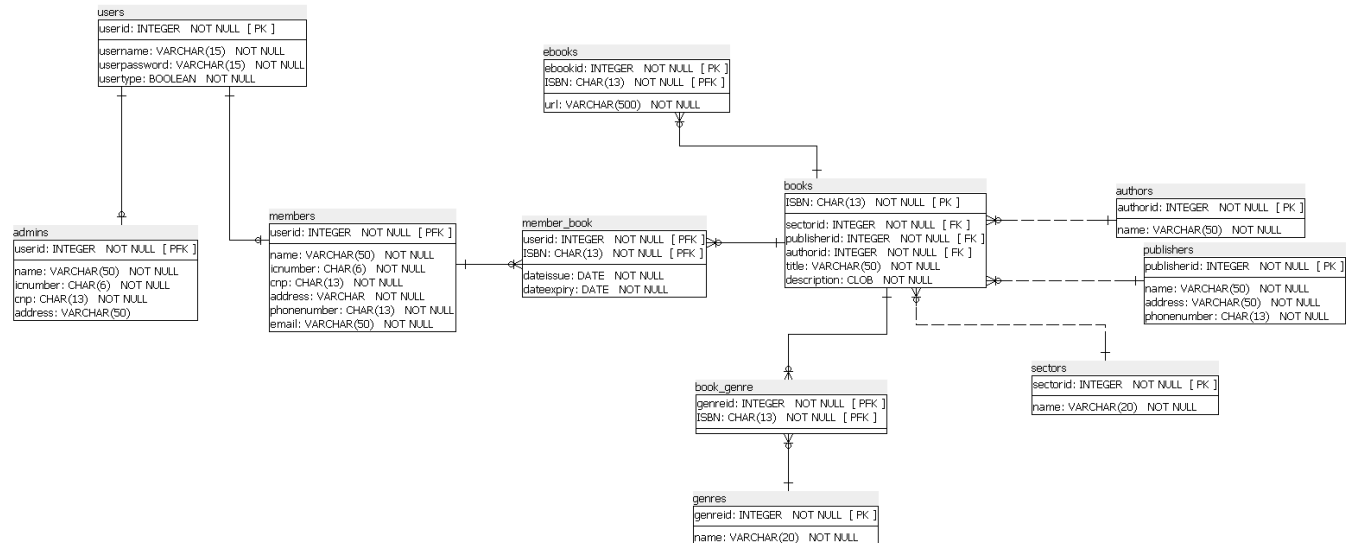 users
userid: INTEGER NOT NULL [ PK ]
username: VARCHAR(15) NOT NULL
userpassword: VARCHAR(15) NOT NULL
usertype: BOOLEAN NOT NULL
ebooks
ebookid: INTEGER NOT NULL [ PK ]
ISBN: CHAR(13) NOT NULL [ PFK ]
url: VARCHAR(500) NOT NULL
admins
userid: INTEGER NOT NULL [ PFK ]
name: VARCHAR(50) NOT NULL
icnumper: CHAR(6) NOT NULL
cnp: CHAR(13) NOT NULL
address: VARCHAR(50)
members
userid: INTEGER NOT NULL [ PFK ]
name: VARCHAR(50) NOT NULL
icnumber: CHAR(6) NOT NULL
cnp: CHAR(13) NOT NULL
address: VARCHAR NOT NULL
phonenumber: CHAR(13) NOT NULL
email: VARCHAR(50) NOT NULL
member_book
userid: INTEGER NOT NULL [ PFK ]
ISBN: CHAR(13) NOT NULL [ PFK ]
dateissue: DATE NOT NULL
dateexpiry: DATE NOT NULL
books
ISBN: CHAR(13) NOT NULL [ PK ]
sectorid: INTEGER NOT NULL [ FK ]
publisherid: INTEGER NOT NULL [ FK ]
authorid: INTEGER NOT NULL [ FK ]
title: VARCHAR(50) NOT NULL
description: CLOB NOT NULL
authors
authorid: INTEGER NOT NULL [ PK ]
name: VARCHAR(50) NOT NULL
publishers
publisherid: INTEGER NOT NULL [ PK ]
name: VARCHAR(50) NOT NULL
address: VARCHAR(50) NOT NULL
phonenumber: CHAR(13) NOT NULL
sectors
sectorid: INTEGER NOT NULL [ PK ]
name: VARCHAR(20) NOT NULL
book_genre
genreid: INTEGER NOT NULL [ PFK ]
ISBN: CHAR(13) NOT NULL [ PFK ]
genres
genreid: INTEGER NOT NULL [ PK ]
name: VARCHAR(20) NOT NULL